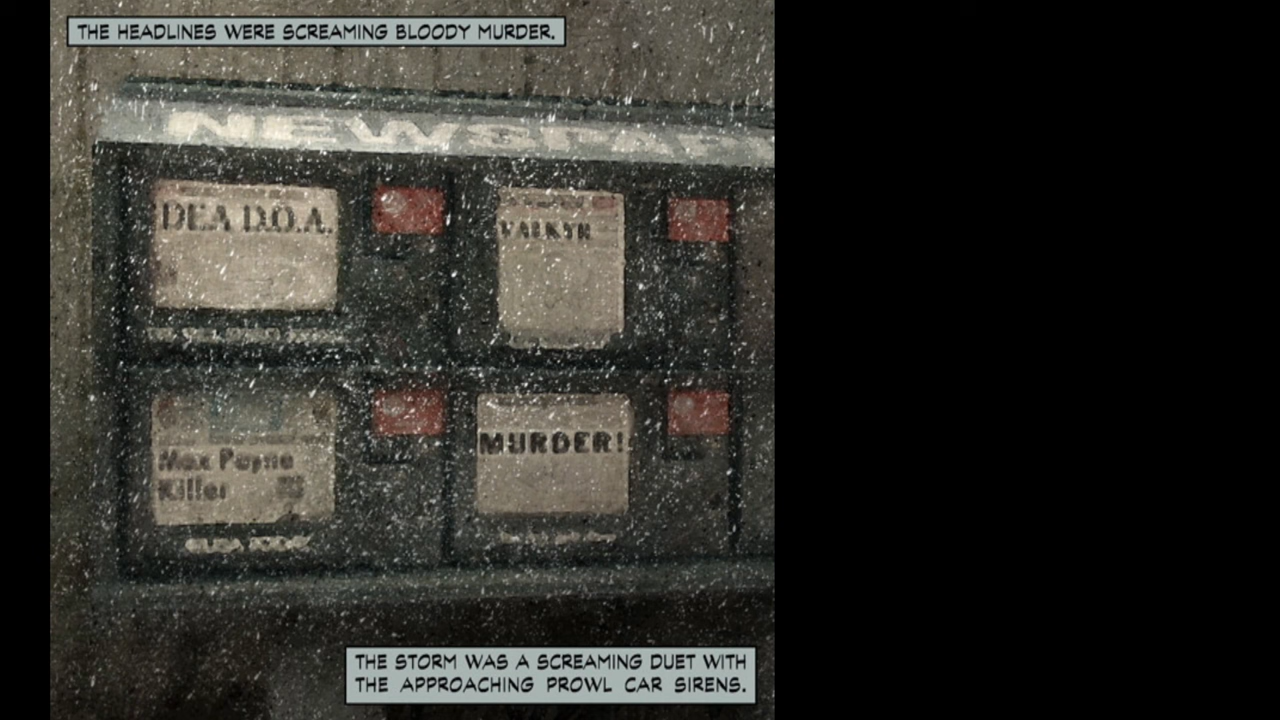 THE HEADLINES WERE SCREAMING BLOODY MURDER.
NEWSPAP
DEA D.O.A.
VALKYR
Max Payne
Killer
MURDER!
THE STORM WAS A SCREAMING DUET WITH
THE APPROACHING PROWL CAR SIRENS.